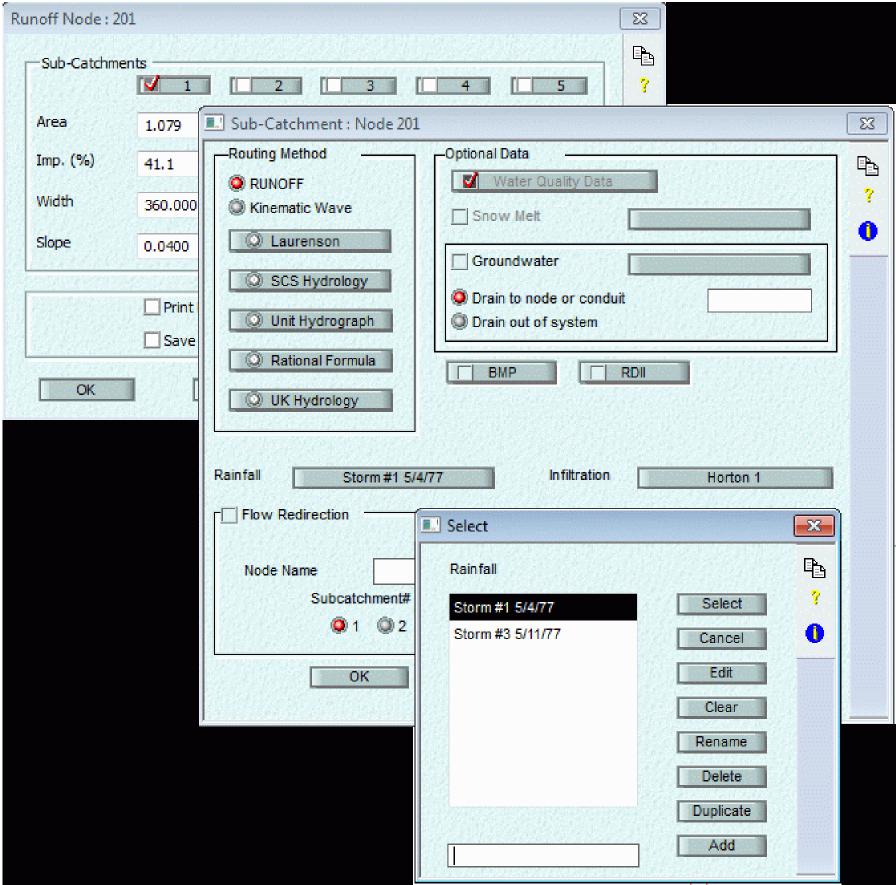 Runoff Node : 201
Sub-Catchments
1 2 3 4 5
Area 1.079
Imp. (%) 41.1
Width 360.000
Slope 0.0400
Print
Save
OK
Sub-Catchment : Node 201
Routing Method
RUNOFF
Kinematic Wave
Laurenson
SCS Hydrology
Unit Hydrograph
Rational Formula
UK Hydrology
Optional Data
Water Quality Data
Snow Melt
Groundwater
Drain to node or conduit
Drain out of system
BMP RDII
Rainfall Storm #1 5/4/77 Infiltration Horton 1
Flow Redirection
Node Name
Subcatchment#
1 2
OK
Select
Rainfall
Storm #1 5/4/77
Storm #3 5/11/77
Select
Cancel
Edit
Clear
Rename
Delete
Duplicate
Add